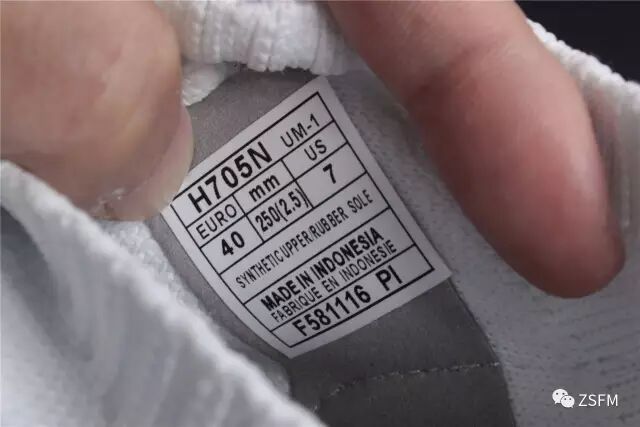 H705N UM-1
EURO mm US
40 250(2.5) 7
SYNTHETIC UPPER/RUBBER SOLE
MADE IN INDONESIA
FABRIQUE EN INDONÉSIE
F581116 PI
ZSFM